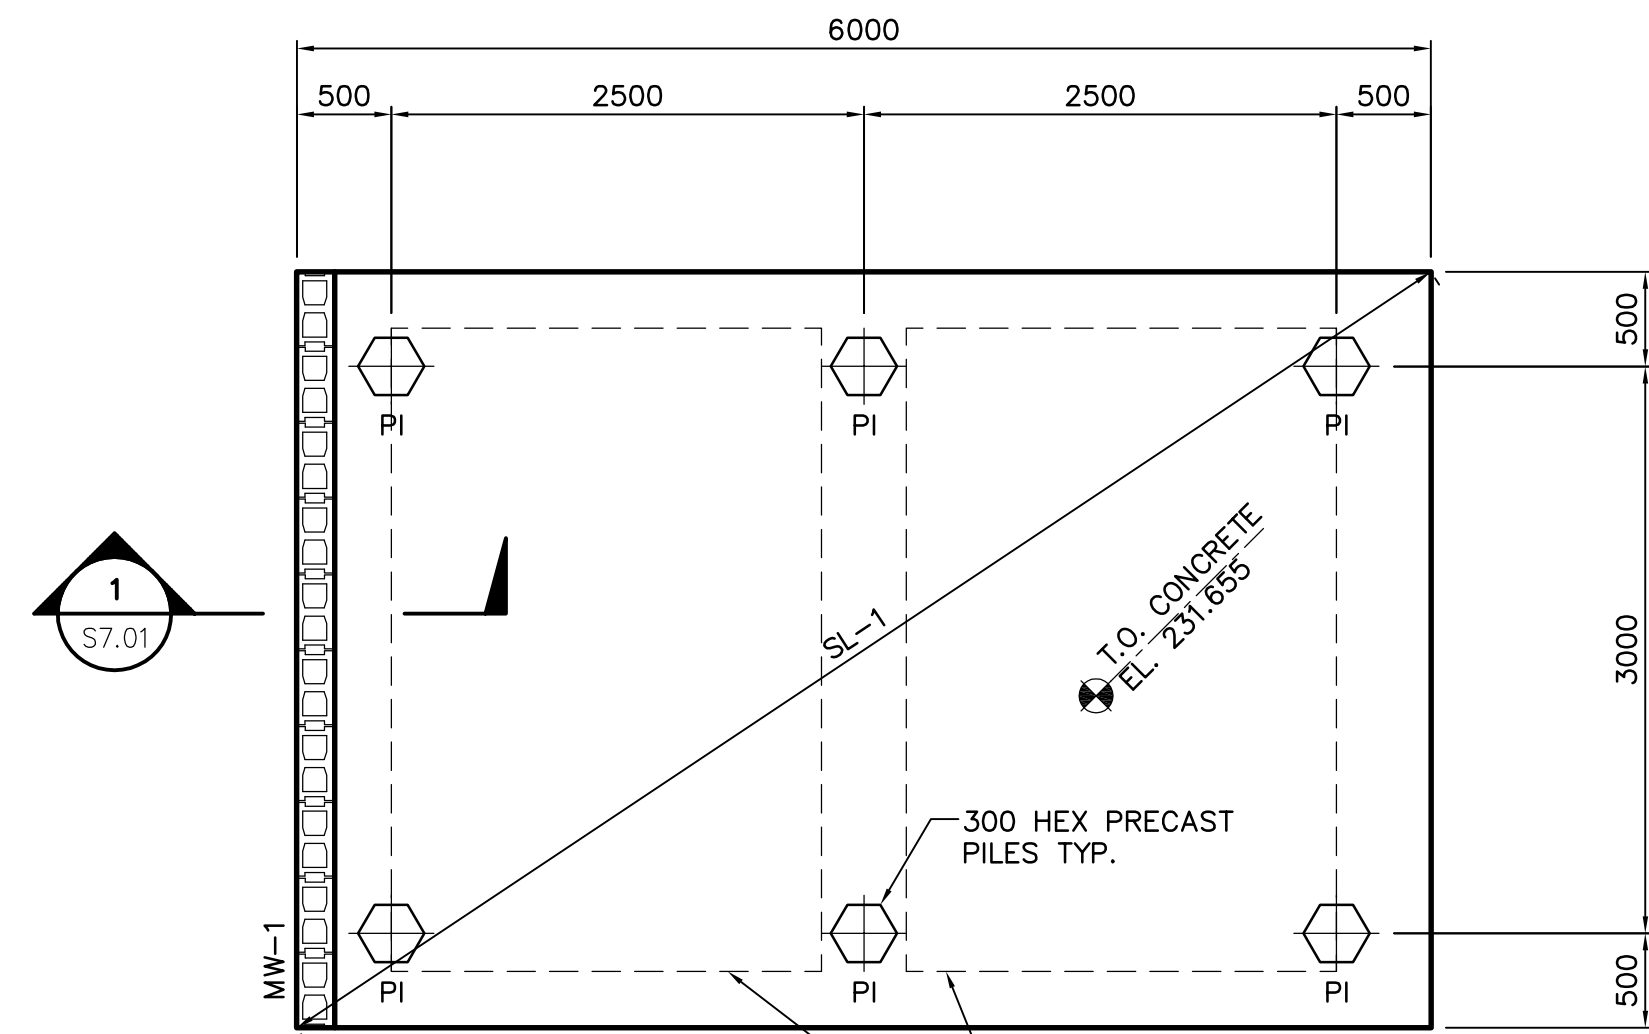 6000
500
2500
2500
500
500
PI
PI
PI
T.O. CONCRETE
EL. 231.655
1
S7.01
SL-1
3000
300 HEX PRECAST
PILES TYP.
MW-1
PI
PI
PI
500